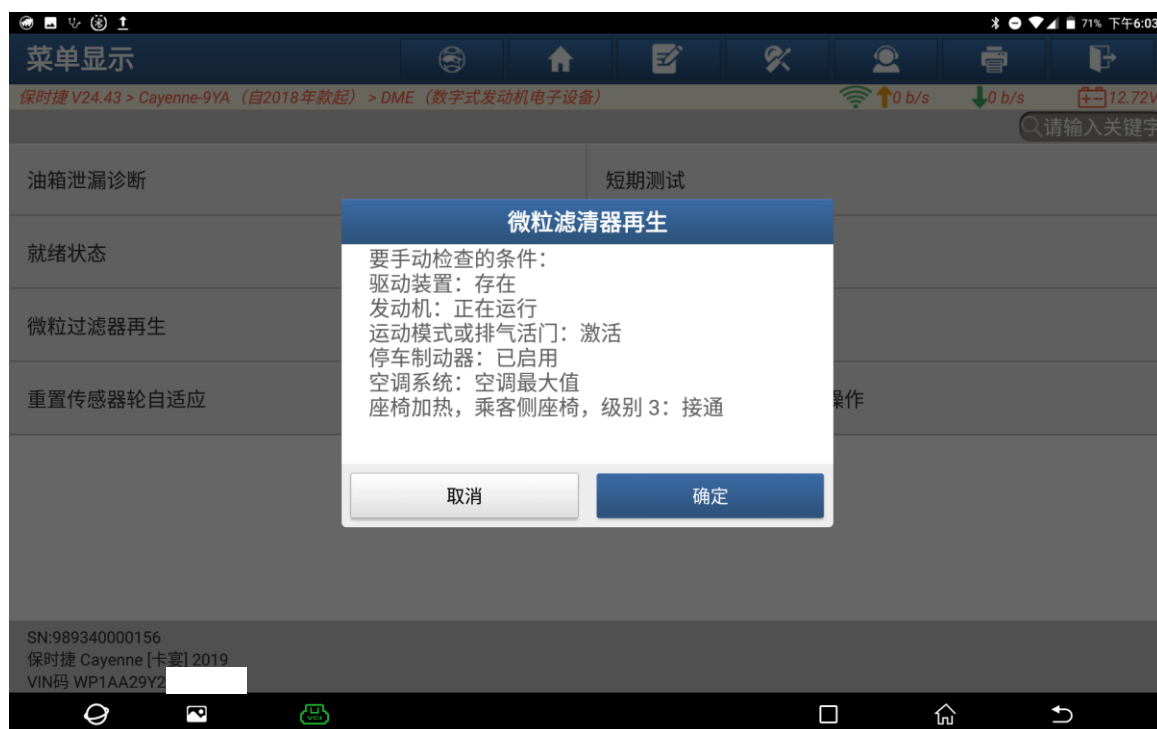 71% 下午6:03
菜单显示
保时捷 V24.43 > Cayenne-9YA（自2018年款起）> DME（数字式发动机电子设备）
0 b/s
0 b/s
12.72V
请输入关键字
油箱泄漏诊断
短期测试
就绪状态
微粒过滤器再生
重置传感器轮自适应
操作
微粒滤清器再生
要手动检查的条件：
驱动装置：存在
发动机：正在运行
运动模式或排气活门：激活
停车制动器：已启用
空调系统：空调最大值
座椅加热，乘客侧座椅，级别 3：接通
取消
确定
SN:989340000156
保时捷 Cayenne [卡宴] 2019
VIN码 WP1AA29Y2
VCI